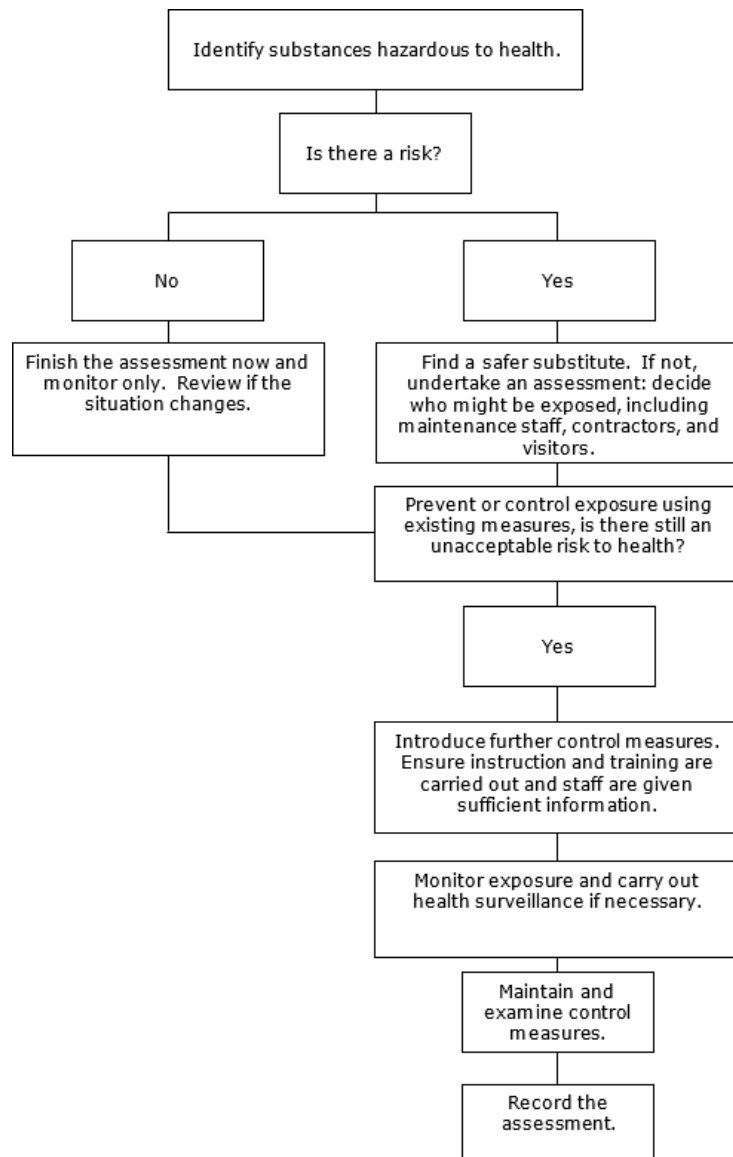 Identify substances hazardous to health.
Is there a risk?
No
Yes
Finish the assessment now and
monitor only.  Review if the
situation changes.
Find a safer substitute.  If not,
undertake an assessment: decide
who might be exposed, including
maintenance staff, contractors, and
visitors.
Prevent or control exposure using
existing measures, is there still an
unacceptable risk to health?
Yes
Introduce further control measures.
Ensure instruction and training are
carried out and staff are given
sufficient information.
Monitor exposure and carry out
health surveillance if necessary.
Maintain and
examine control
measures.
Record the
assessment.